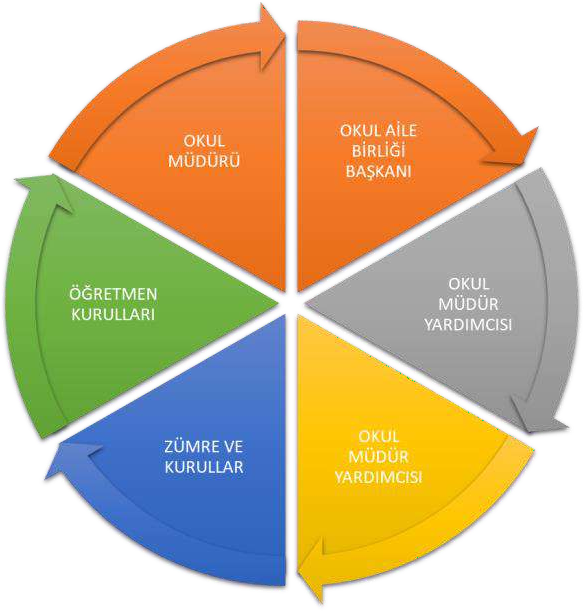 OKUL
MÜDÜRÜ
OKUL AİLE
BİRLİĞİ
BAŞKANI
OKUL
MÜDÜR
YARDIMCISI
OKUL
MÜDÜR
YARDIMCISI
ZÜMRE VE
KURULLAR
ÖĞRETMEN
KURULLARI